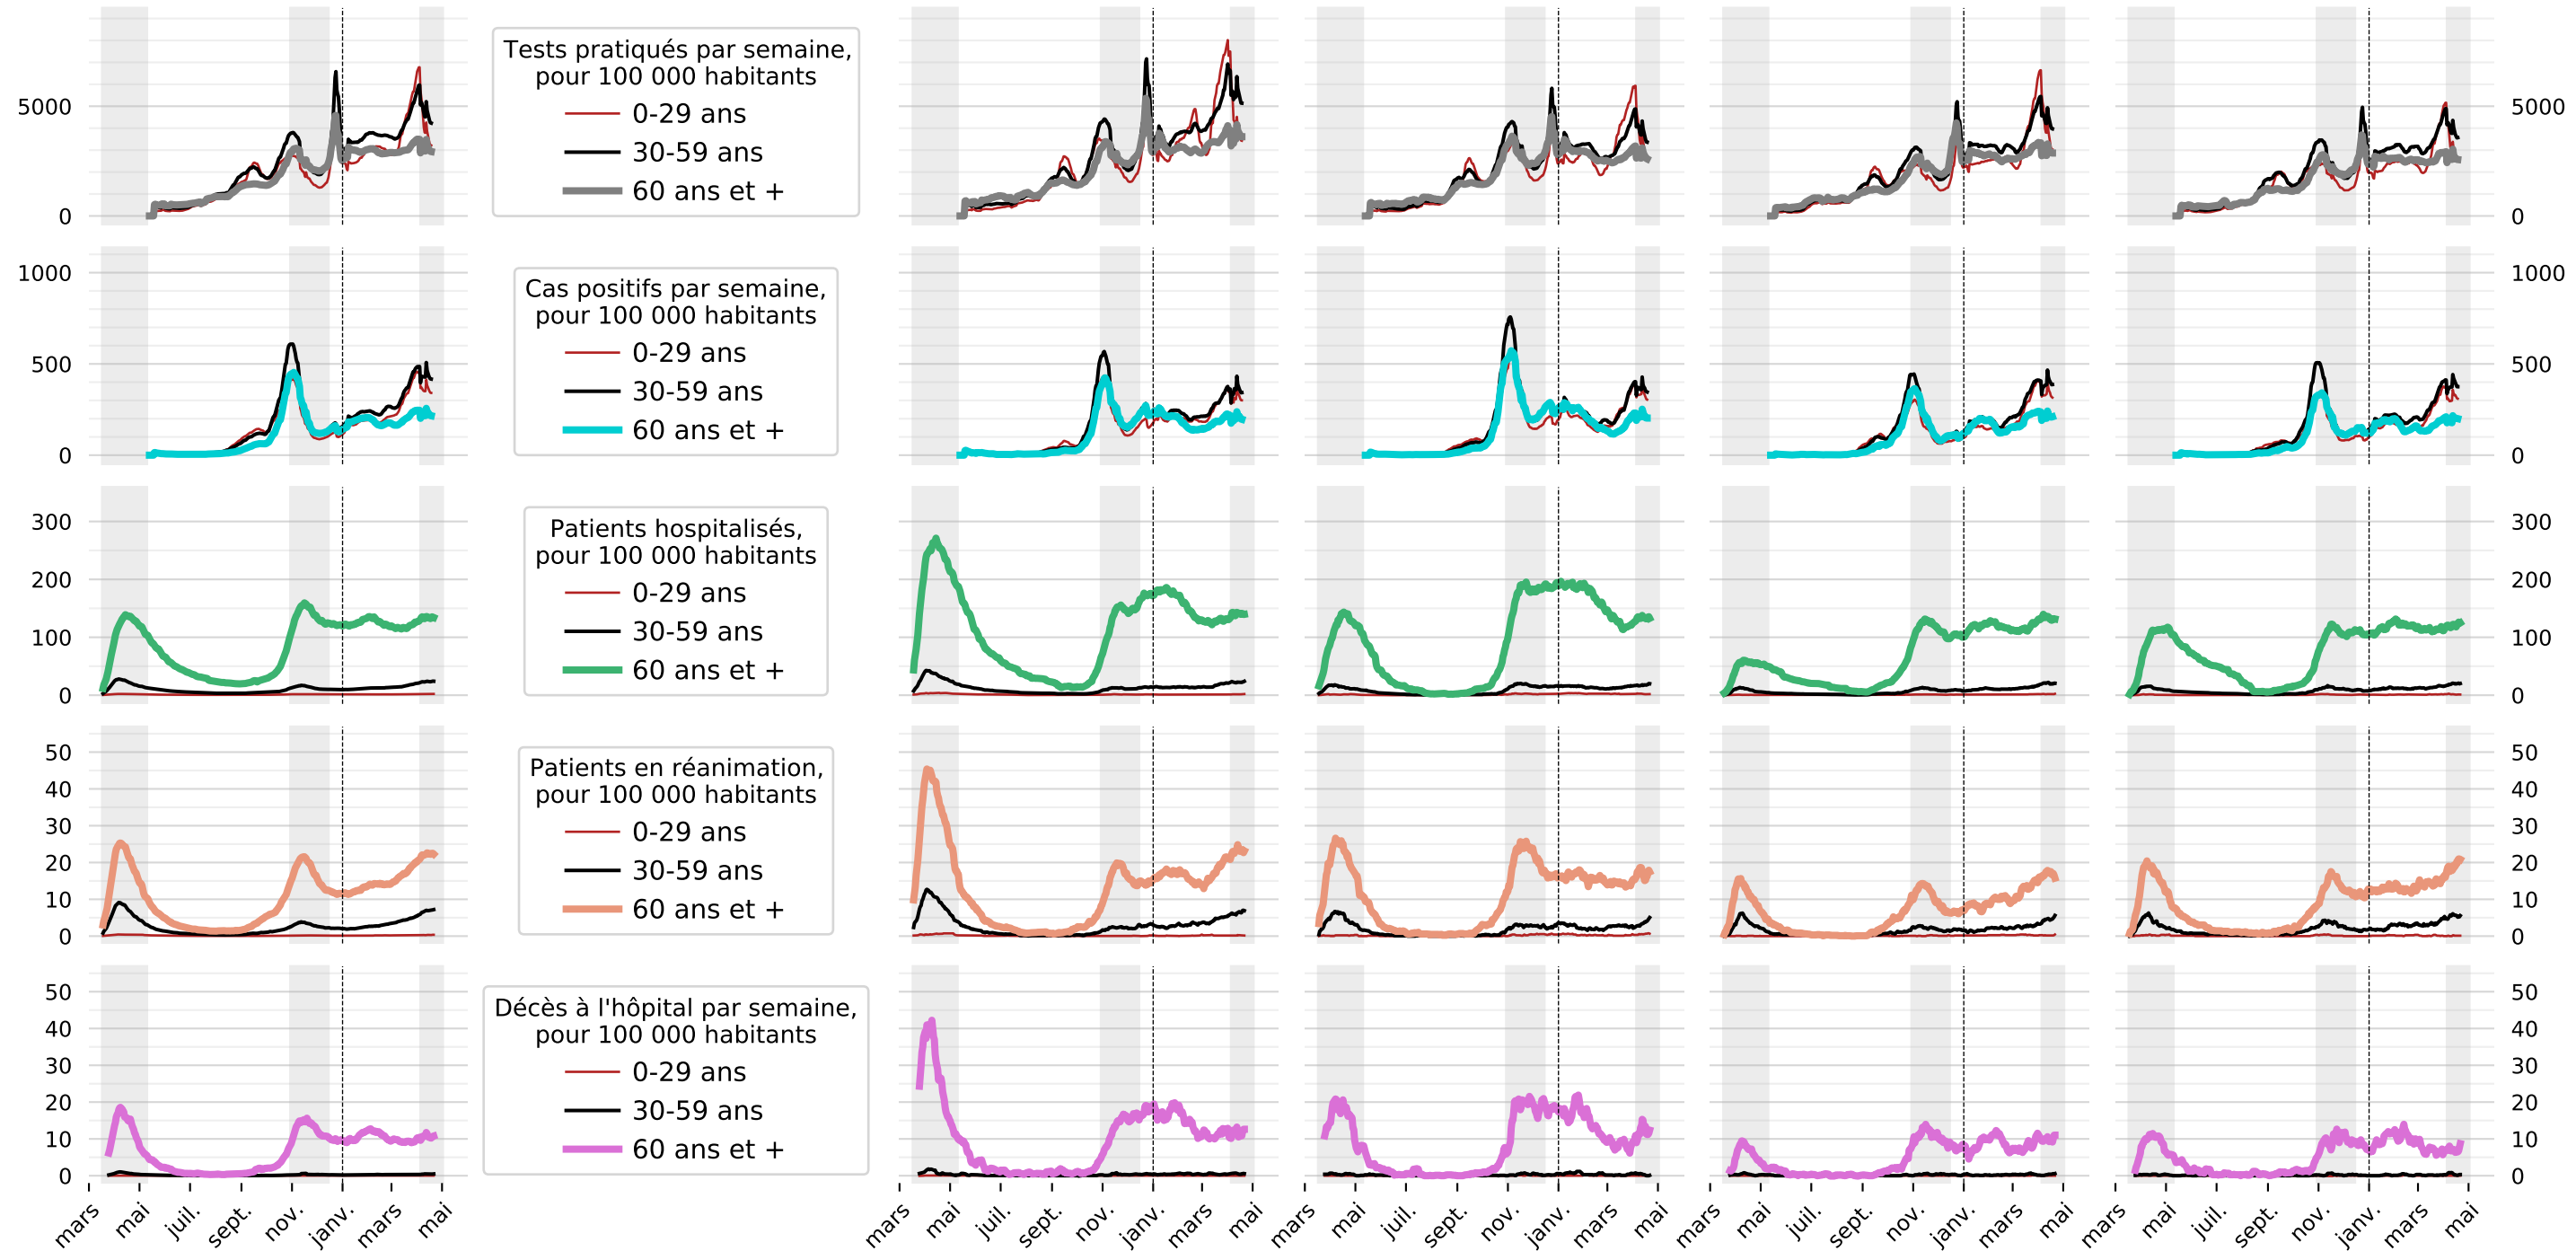 5000
0
Tests pratiqués par semaine,
pour 100 000 habitants
0-29 ans
30-59 ans
60 ans et +
5000
0
1000
500
0
Cas positifs par semaine,
pour 100 000 habitants
0-29 ans
30-59 ans
60 ans et +
1000
500
0
300
200
100
0
Patients hospitalisés,
pour 100 000 habitants
0-29 ans
30-59 ans
60 ans et +
300
200
100
0
50
40
30
20
10
0
Patients en réanimation,
pour 100 000 habitants
0-29 ans
30-59 ans
60 ans et +
50
40
30
20
10
0
50
40
30
20
10
0
Décès à l'hôpital par semaine,
pour 100 000 habitants
0-29 ans
30-59 ans
60 ans et +
50
40
30
20
10
0
mars mai juil. sept. nov. janv. mars mai
mars mai juil. sept. nov. janv. mars mai
mars mai juil. sept. nov. janv. mars mai
mars mai juil. sept. nov. janv. mars mai
mars mai juil. sept. nov. janv. mars mai